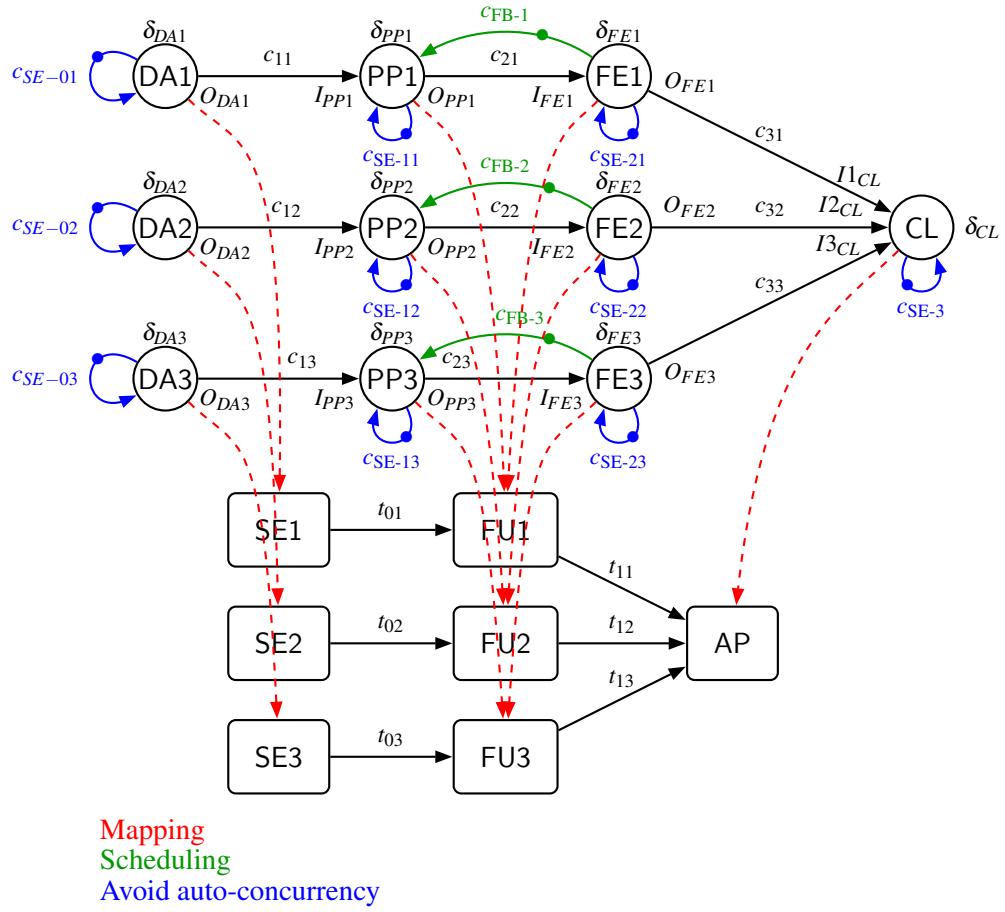 c_FB-1
δ_DA1 δ_PP1 δ_FE1
c_SE−01 DA1 c_11 PP1 c_21 FE1 O_FE1
O_DA1 I_PP1 O_PP1 I_FE1
c_31
c_SE-11 c_FB-2 c_SE-21
I1_CL
δ_DA2 δ_PP2 δ_FE2
c_SE−02 DA2 c_12 PP2 c_22 FE2 O_FE2 c_32 I2_CL CL δ_CL
O_DA2 I_PP2 O_PP2 I_FE2 I3_CL
c_33
c_SE-12 c_FB-3 c_SE-22 c_SE-3
δ_DA3 δ_PP3 δ_FE3
c_SE−03 DA3 c_13 PP3 c_23 FE3 O_FE3
O_DA3 I_PP3 O_PP3 I_FE3
c_SE-13 c_SE-23
SE1 t_01 FU1
t_11
SE2 t_02 FU2 t_12 AP
t_13
SE3 t_03 FU3
Mapping
Scheduling
Avoid auto-concurrency